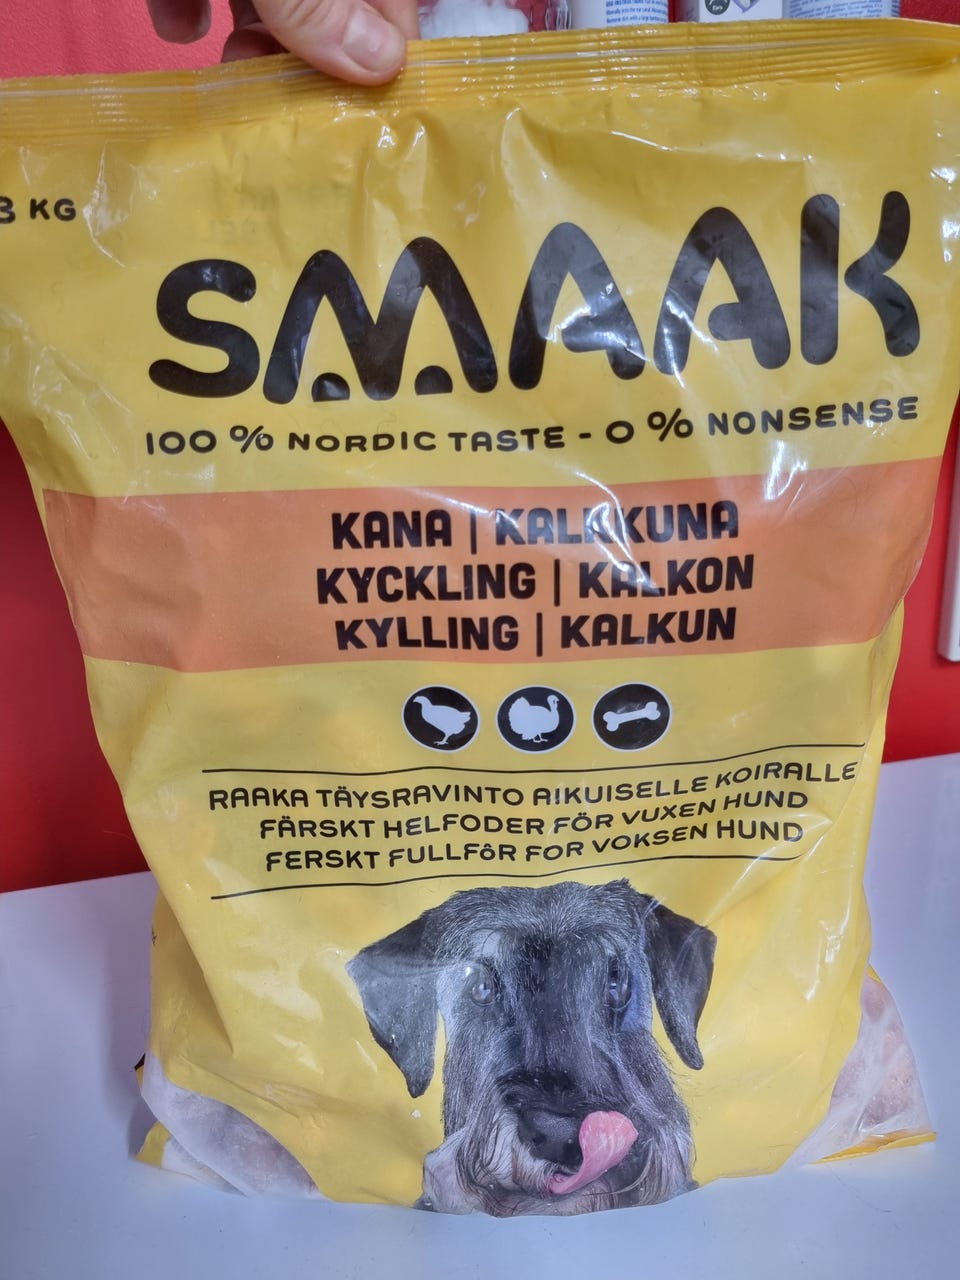 3 KG
SMAAK
100 % NORDIC TASTE - 0 % NONSENSE
KANA | KALKKUNA
KYCKLING | KALKON
KYLLING | KALKUN
RAAKA TÄYSRAVINTO AIKUISELLE KOIRALLE
FÄRSKT HELFODER FÖR VUXEN HUND
FERSKT FULLFÔR FOR VOKSEN HUND